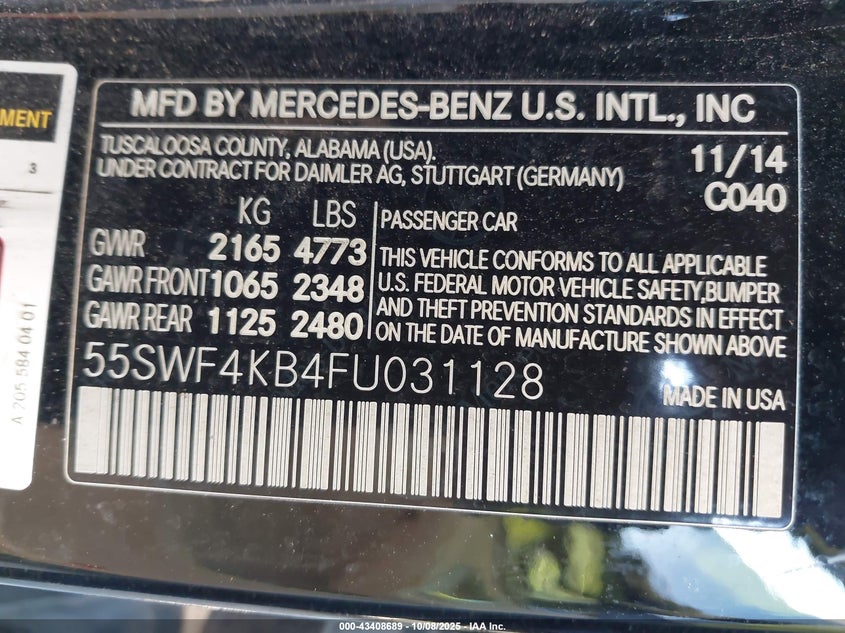 MENT
3
A 205 584 04 01
MFD BY MERCEDES-BENZ U.S. INTL., INC
TUSCALOOSA COUNTY, ALABAMA (USA). 11/14
UNDER CONTRACT FOR DAIMLER AG, STUTTGART (GERMANY) C040
KG LBS
GVWR 2165 4773
GAWR FRONT 1065 2348
GAWR REAR 1125 2480
PASSENGER CAR
THIS VEHICLE CONFORMS TO ALL APPLICABLE
U.S. FEDERAL MOTOR VEHICLE SAFETY,BUMPER
AND THEFT PREVENTION STANDARDS IN EFFECT
ON THE DATE OF MANUFACTURE SHOWN ABOVE
55SWF4KB4FU031128
MADE IN USA
000-43408689 - 10/08/2025 - IAA Inc.